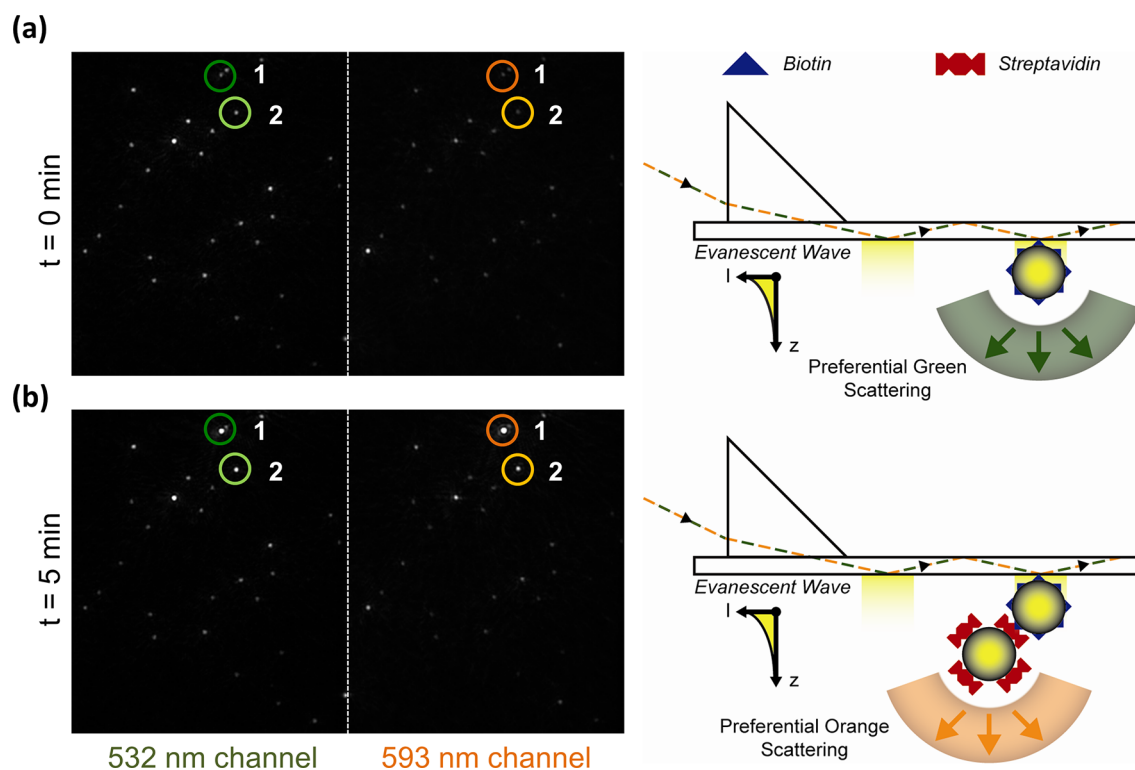 (a)
t = 0 min
1
2
1
2
Biotin
Streptavidin
Evanescent Wave
I
z
Preferential Green
Scattering
(b)
t = 5 min
1
2
1
2
Evanescent Wave
I
z
Preferential Orange
Scattering
532 nm channel
593 nm channel